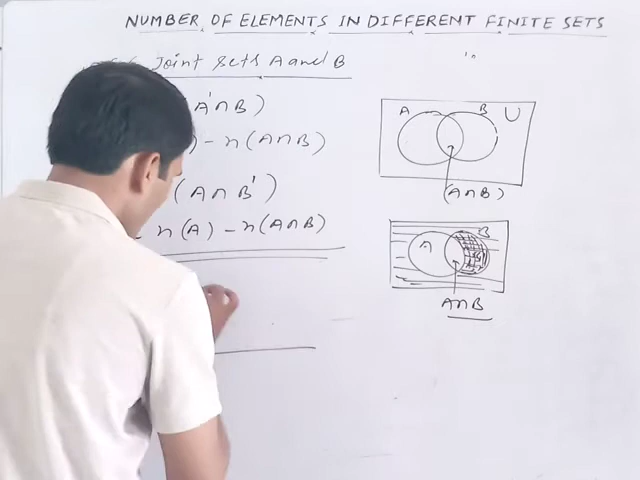 NUMBER OF ELEMENTS IN DIFFERENT FINITE SETS
Joint Sets A and B
A'∩B)
) - n(A∩B)
(A∩B')
n(A) - n(A∩B)
A B U
(A∩B)
A B
A∩B